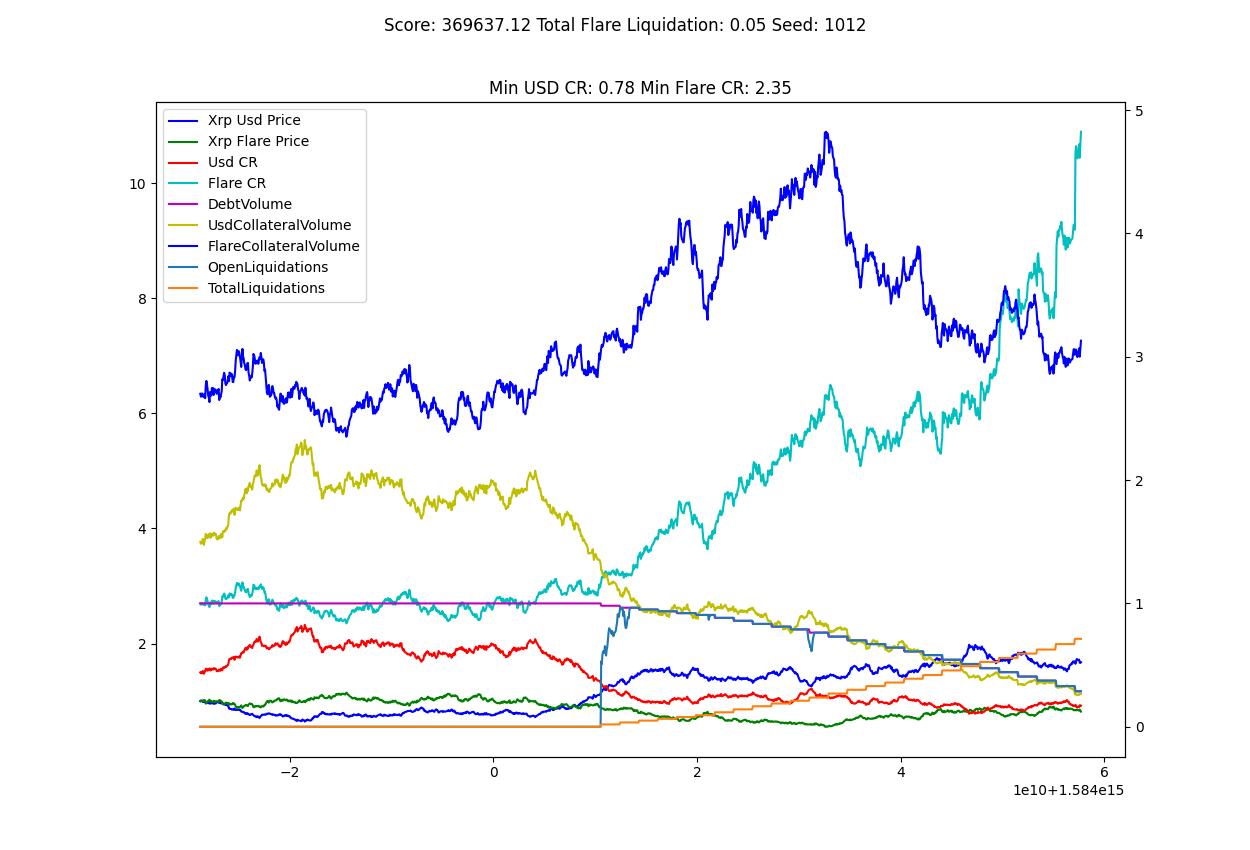 Score: 369637.12 Total Flare Liquidation: 0.05 Seed: 1012
Min USD CR: 0.78 Min Flare CR: 2.35
Xrp Usd Price
Xrp Flare Price
Usd CR
Flare CR
DebtVolume
UsdCollateralVolume
FlareCollateralVolume
OpenLiquidations
TotalLiquidations
10
8
6
4
2
5
4
3
2
1
0
−2
0
2
4
6
1e10+1.584e15